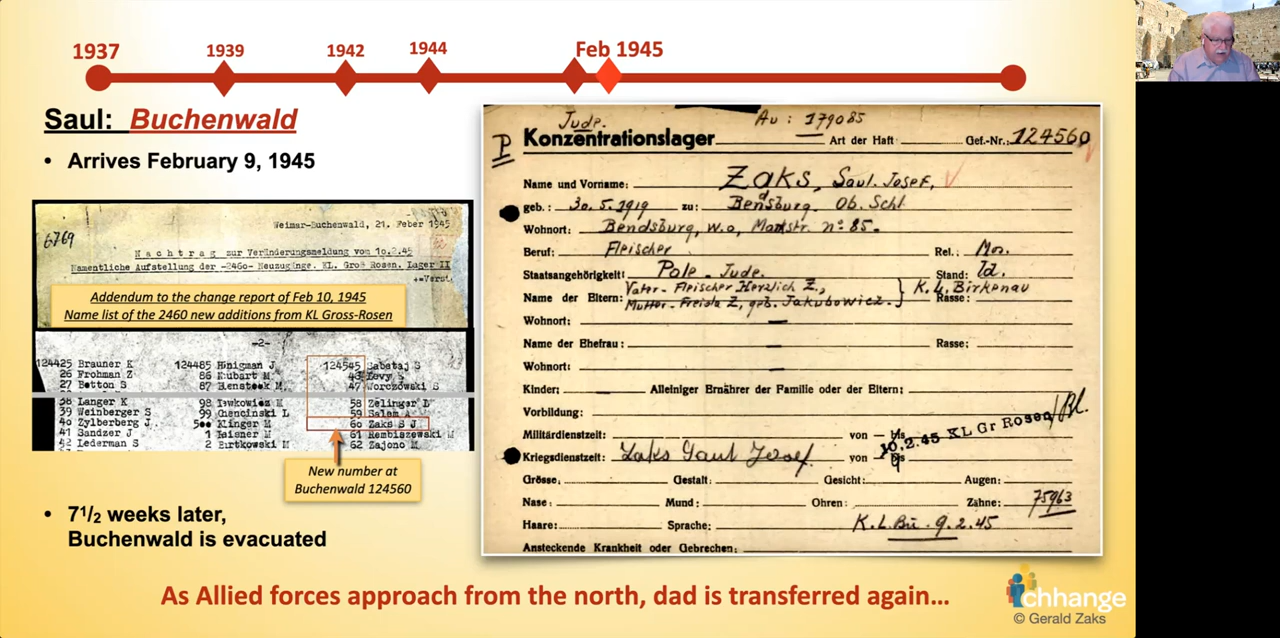 1937
1939
1942
1944
Feb 1945
Saul: Buchenwald
• Arrives February 9, 1945
Weimar-Buchenwald, 21. Feber 1945
6769
Nachtrag zur Veränderungsmeldung vom 10.2.45
Namentliche Aufstellung der -2460- Neuzugänge. KL. Groß Rosen. Lager II
Addendum to the change report of Feb 10, 1945
Name list of the 2460 new additions from KL Gross-Rosen
-2-
124425 Brauner K 124485 Hönigman J 124545 Sabataj S
26 Frohman Z 86 Kubart M 46 Levy S
27 Botton S 87 M 47 Worczowski S
38 Langer K 98 Iwkowicz M 58 Zelinger
39 Weinberger S 99 L 59 Salam A
40 Zylberberg J 500 Klinger M 60 Zaks S J
41 Sandzer J 1 M 61 Rembiszewski M
42 Lederman S 2 M 62 Zajonc M
New number at
Buchenwald 124560
• 7 1/2 weeks later,
Buchenwald is evacuated
Jude.
Au: 179085
P
Konzentrationslager Art der Haft: Gef.-Nr.: 124560
Name und Vorname: Zaks, Saul Josef,
geb.: 30.5.1919 zu: Bendsburg Ob. Schl
Wohnort: Bendsburg, w.o, Marktstr. nº 85.
Beruf: Fleischer Rel.: Mos.
Staatsangehörigkeit: Pole - Jude. Stand: ld.
Name der Eltern: Vater- Fleischer Herzlich Z., K.L. Birkenau Rasse:
Mutter- Z, geb. Jakubowicz.
Wohnort:
Name der Ehefrau: Rasse:
Wohnort:
Kinder: Alleiniger Ernährer der Familie oder der Eltern:
Vorbildung:
Militärdienstzeit: von — bis
10.2.45 KL Gr Rosen
Kriegsdienstzeit: Zaks Saul Josef von bis
Grösse: Gestalt: Gesicht: Augen:
Nase: Mund: Ohren: Zähne: 75963
Haare: Sprache: K.L.Bu. 9.2.45
Ansteckende Krankheit oder Gebrechen:
As Allied forces approach from the north, dad is transferred again...
chhange
© Gerald Zaks